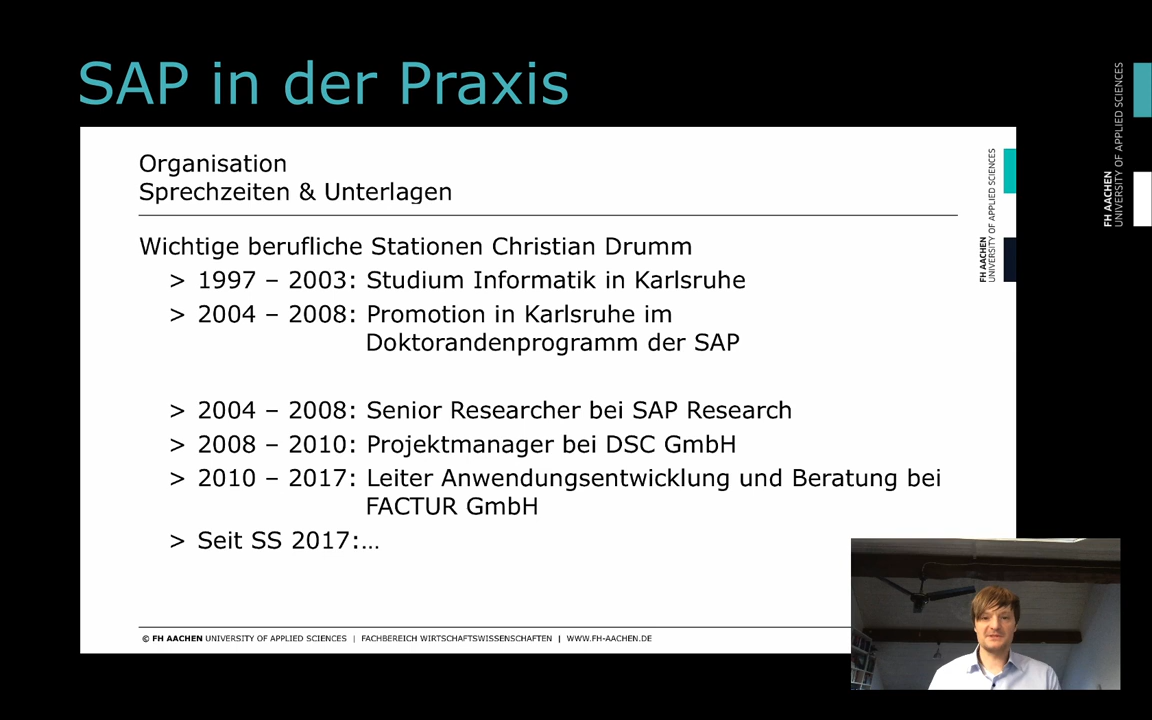 SAP in der Praxis
FH AACHEN
UNIVERSITY OF APPLIED SCIENCES
Organisation
Sprechzeiten & Unterlagen
FH AACHEN
UNIVERSITY OF APPLIED SCIENCES
Wichtige berufliche Stationen Christian Drumm
> 1997 – 2003: Studium Informatik in Karlsruhe
> 2004 – 2008: Promotion in Karlsruhe im
Doktorandenprogramm der SAP
> 2004 – 2008: Senior Researcher bei SAP Research
> 2008 – 2010: Projektmanager bei DSC GmbH
> 2010 – 2017: Leiter Anwendungsentwicklung und Beratung bei
FACTUR GmbH
> Seit SS 2017:…
© FH AACHEN UNIVERSITY OF APPLIED SCIENCES | FACHBEREICH WIRTSCHAFTSWISSENSCHAFTEN | WWW.FH-AACHEN.DE